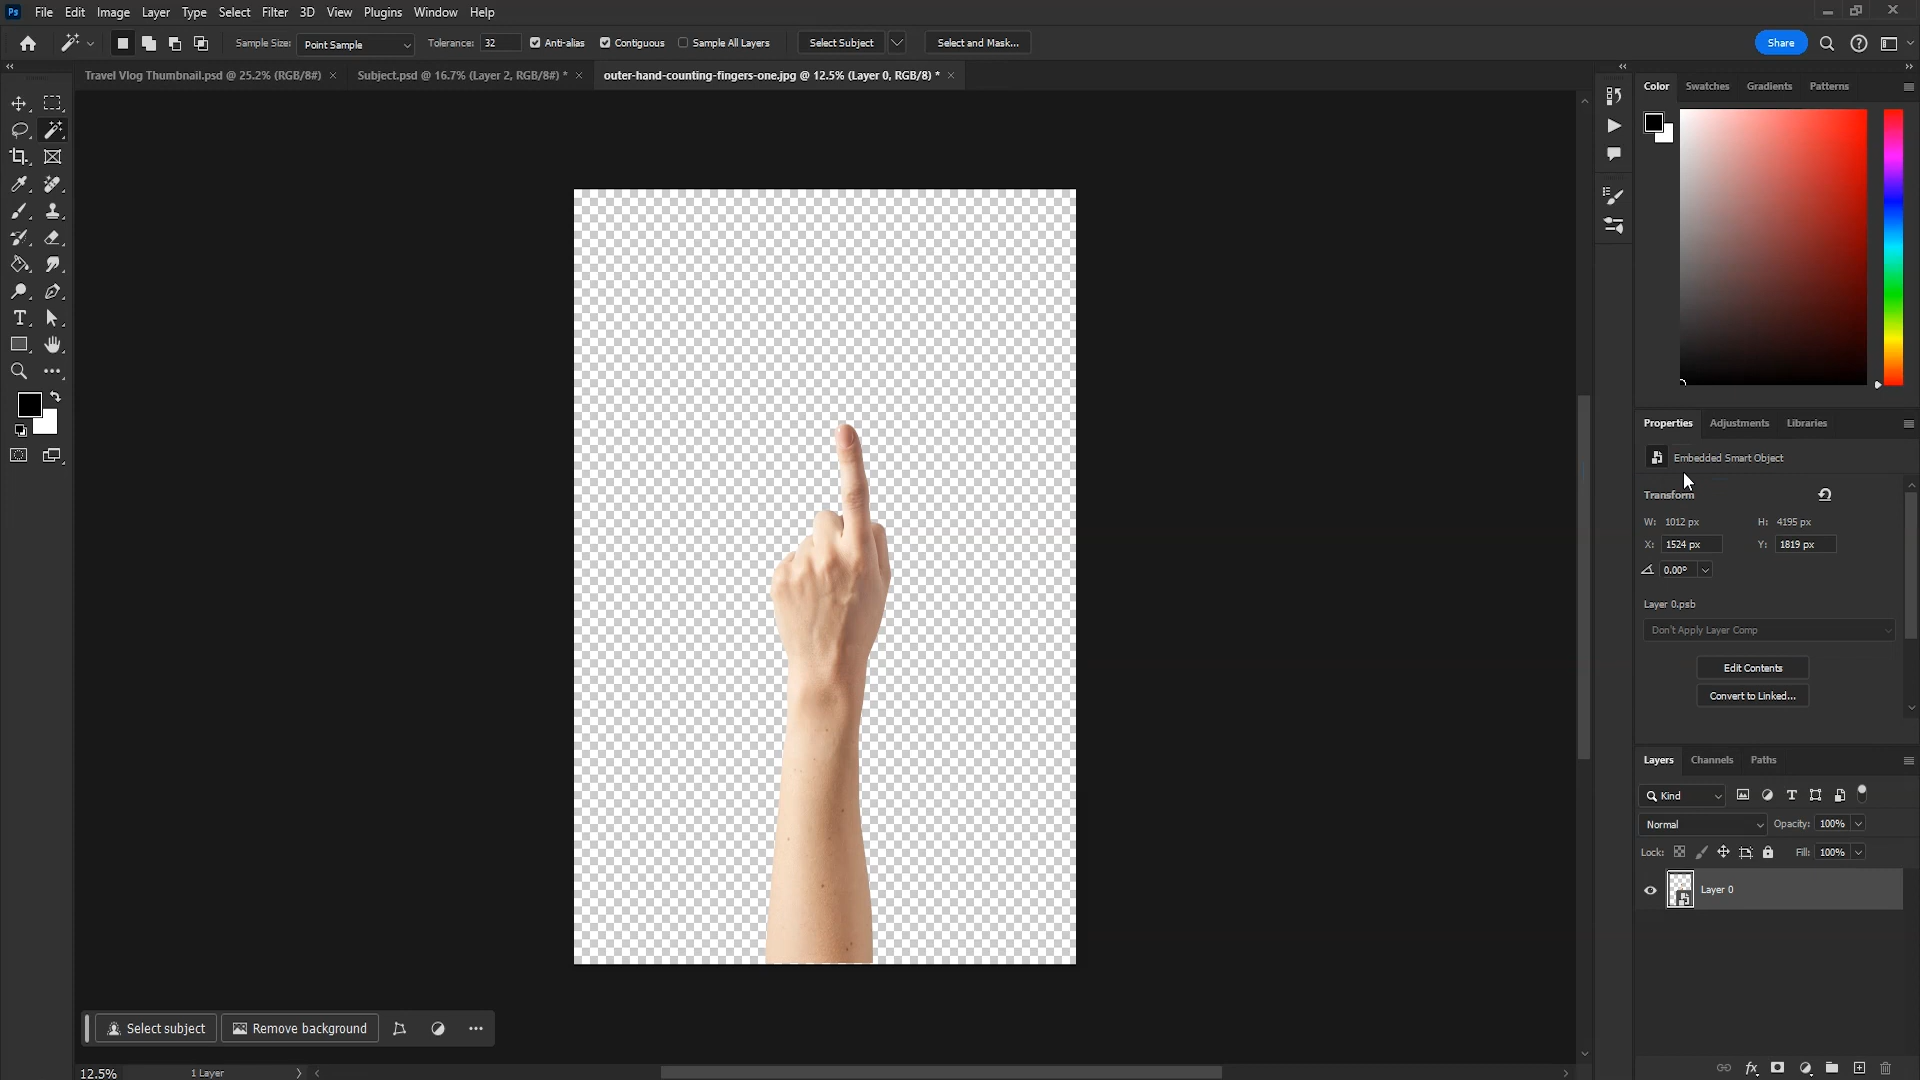 Ps File Edit Image Layer Type Select Filter 3D View Plugins Window Help
Sample Size: Point Sample Tolerance: 32 Anti-alias Contiguous Sample All Layers Select Subject Select and Mask... Share
Travel Vlog Thumbnail.psd @ 25.2% (RGB/8#) × Subject.psd @ 16.7% (Layer 2, RGB/8#) * × outer-hand-counting-fingers-one.jpg @ 12.5% (Layer 0, RGB/8) * ×
Color Swatches Gradients Patterns
Properties Adjustments Libraries
Embedded Smart Object
Transform
W: 1012 px H: 4195 px
X: 1524 px Y: 1819 px
0.00°
Layer 0.psb
Don't Apply Layer Comp
Edit Contents
Convert to Linked...
Layers Channels Paths
Kind
Normal Opacity: 100%
Lock: Fill: 100%
Layer 0
Select subject Remove background
12.5% 1 Layer